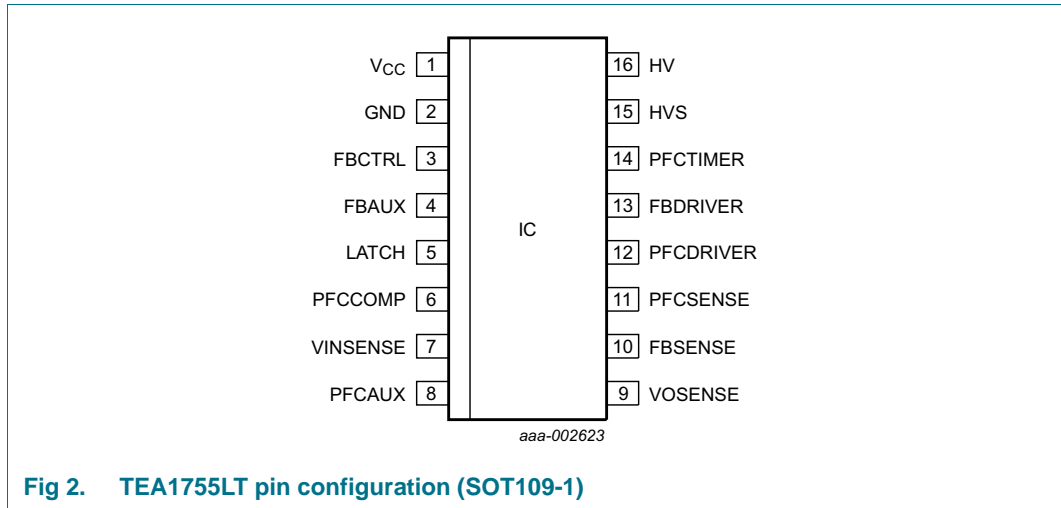 VCC 1
GND 2
FBCTRL 3
FBAUX 4
LATCH 5
PFCCOMP 6
VINSENSE 7
PFCAUX 8
IC
16 HV
15 HVS
14 PFCTIMER
13 FBDRIVER
12 PFCDRIVER
11 PFCSENSE
10 FBSENSE
9 VOSENSE
aaa-002623
Fig 2. TEA1755LT pin configuration (SOT109-1)